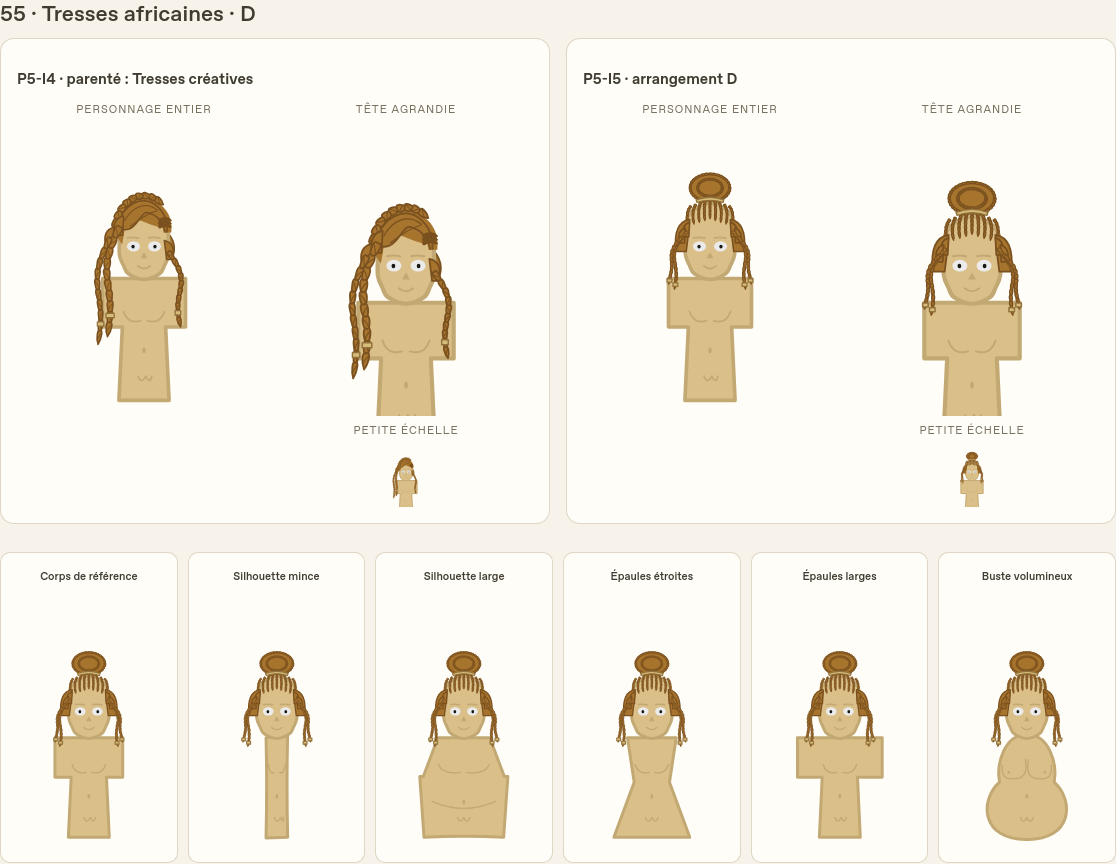 55 · Tresses africaines · D
P5-I4 · parenté : Tresses créatives
PERSONNAGE ENTIER
TÊTE AGRANDIE
PETITE ÉCHELLE
P5-I5 · arrangement D
PERSONNAGE ENTIER
TÊTE AGRANDIE
PETITE ÉCHELLE
Corps de référence
Silhouette mince
Silhouette large
Épaules étroites
Épaules larges
Buste volumineux